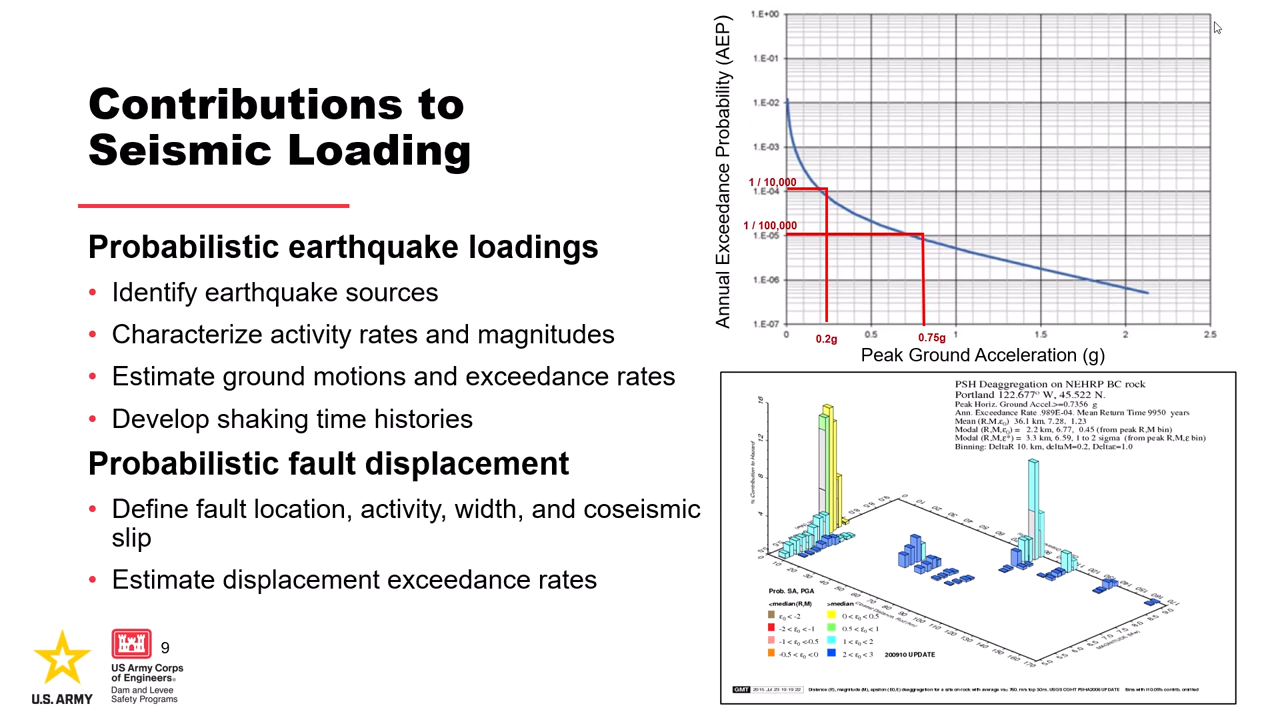 Contributions to
Seismic Loading
Probabilistic earthquake loadings
• Identify earthquake sources
• Characterize activity rates and magnitudes
• Estimate ground motions and exceedance rates
• Develop shaking time histories
Probabilistic fault displacement
• Define fault location, activity, width, and coseismic
slip
• Estimate displacement exceedance rates
U.S. ARMY
US Army Corps
of Engineers®
Dam and Levee
Safety Programs
9
Annual Exceedance Probability (AEP)
1.E+00
1.E-01
1.E-02
1.E-03
1 / 10,000
1.E-04
1 / 100,000
1.E-05
1.E-06
1.E-07
0 0.5 1 1.5 2 2.5
0.2g 0.75g
Peak Ground Acceleration (g)
PSH Deaggregation on NEHRP BC rock
Portland 122.677° W, 45.522 N.
Peak Horiz. Ground Accel.>=0.7356 g
Ann. Exceedance Rate .989E-04. Mean Return Time 9950 years
Mean (R,M,ε₀) 36.1 km, 7.28, 1.23
Modal (R,M,ε₀) = 2.2 km, 6.77, 0.45 (from peak R,M bin)
Modal (R,M,ε*) = 3.3 km, 6.59, 1 to 2 sigma (from peak R,M,ε bin)
Binning: DeltaR 10. km, deltaM=0.2, Deltaε=1.0
% Contribution to Hazard
Prob. SA, PGA
<median(R,M) >median
ε₀ < -2 0 < ε₀ < 0.5
-2 < ε₀ < -1 0.5 < ε₀ < 1
-1 < ε₀ < -0.5 1 < ε₀ < 2
-0.5 < ε₀ < 0 2 < ε₀ < 3
200910 UPDATE
GMT